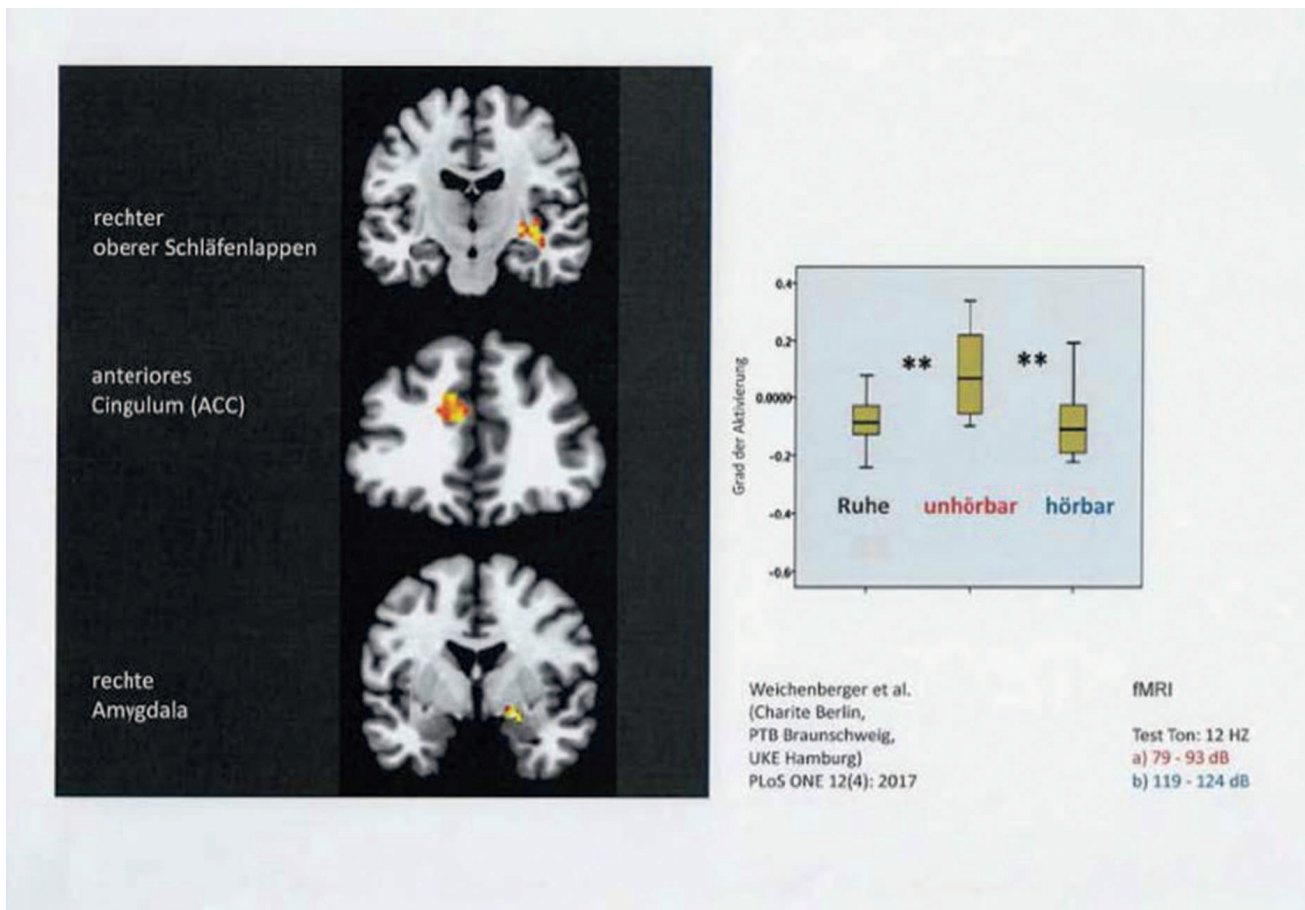 rechter
oberer Schläfenlappen
anteriores
Cingulum (ACC)
rechte
Amygdala
Grad der Aktivierung
0.4
0.2
0.0000
-0.2
-0.4
-0.6
** **
Ruhe unhörbar hörbar
Weichenberger et al.
(Charite Berlin,
PTB Braunschweig,
UKE Hamburg)
PLoS ONE 12(4): 2017
fMRI
Test Ton: 12 HZ
a) 79 - 93 dB
b) 119 - 124 dB